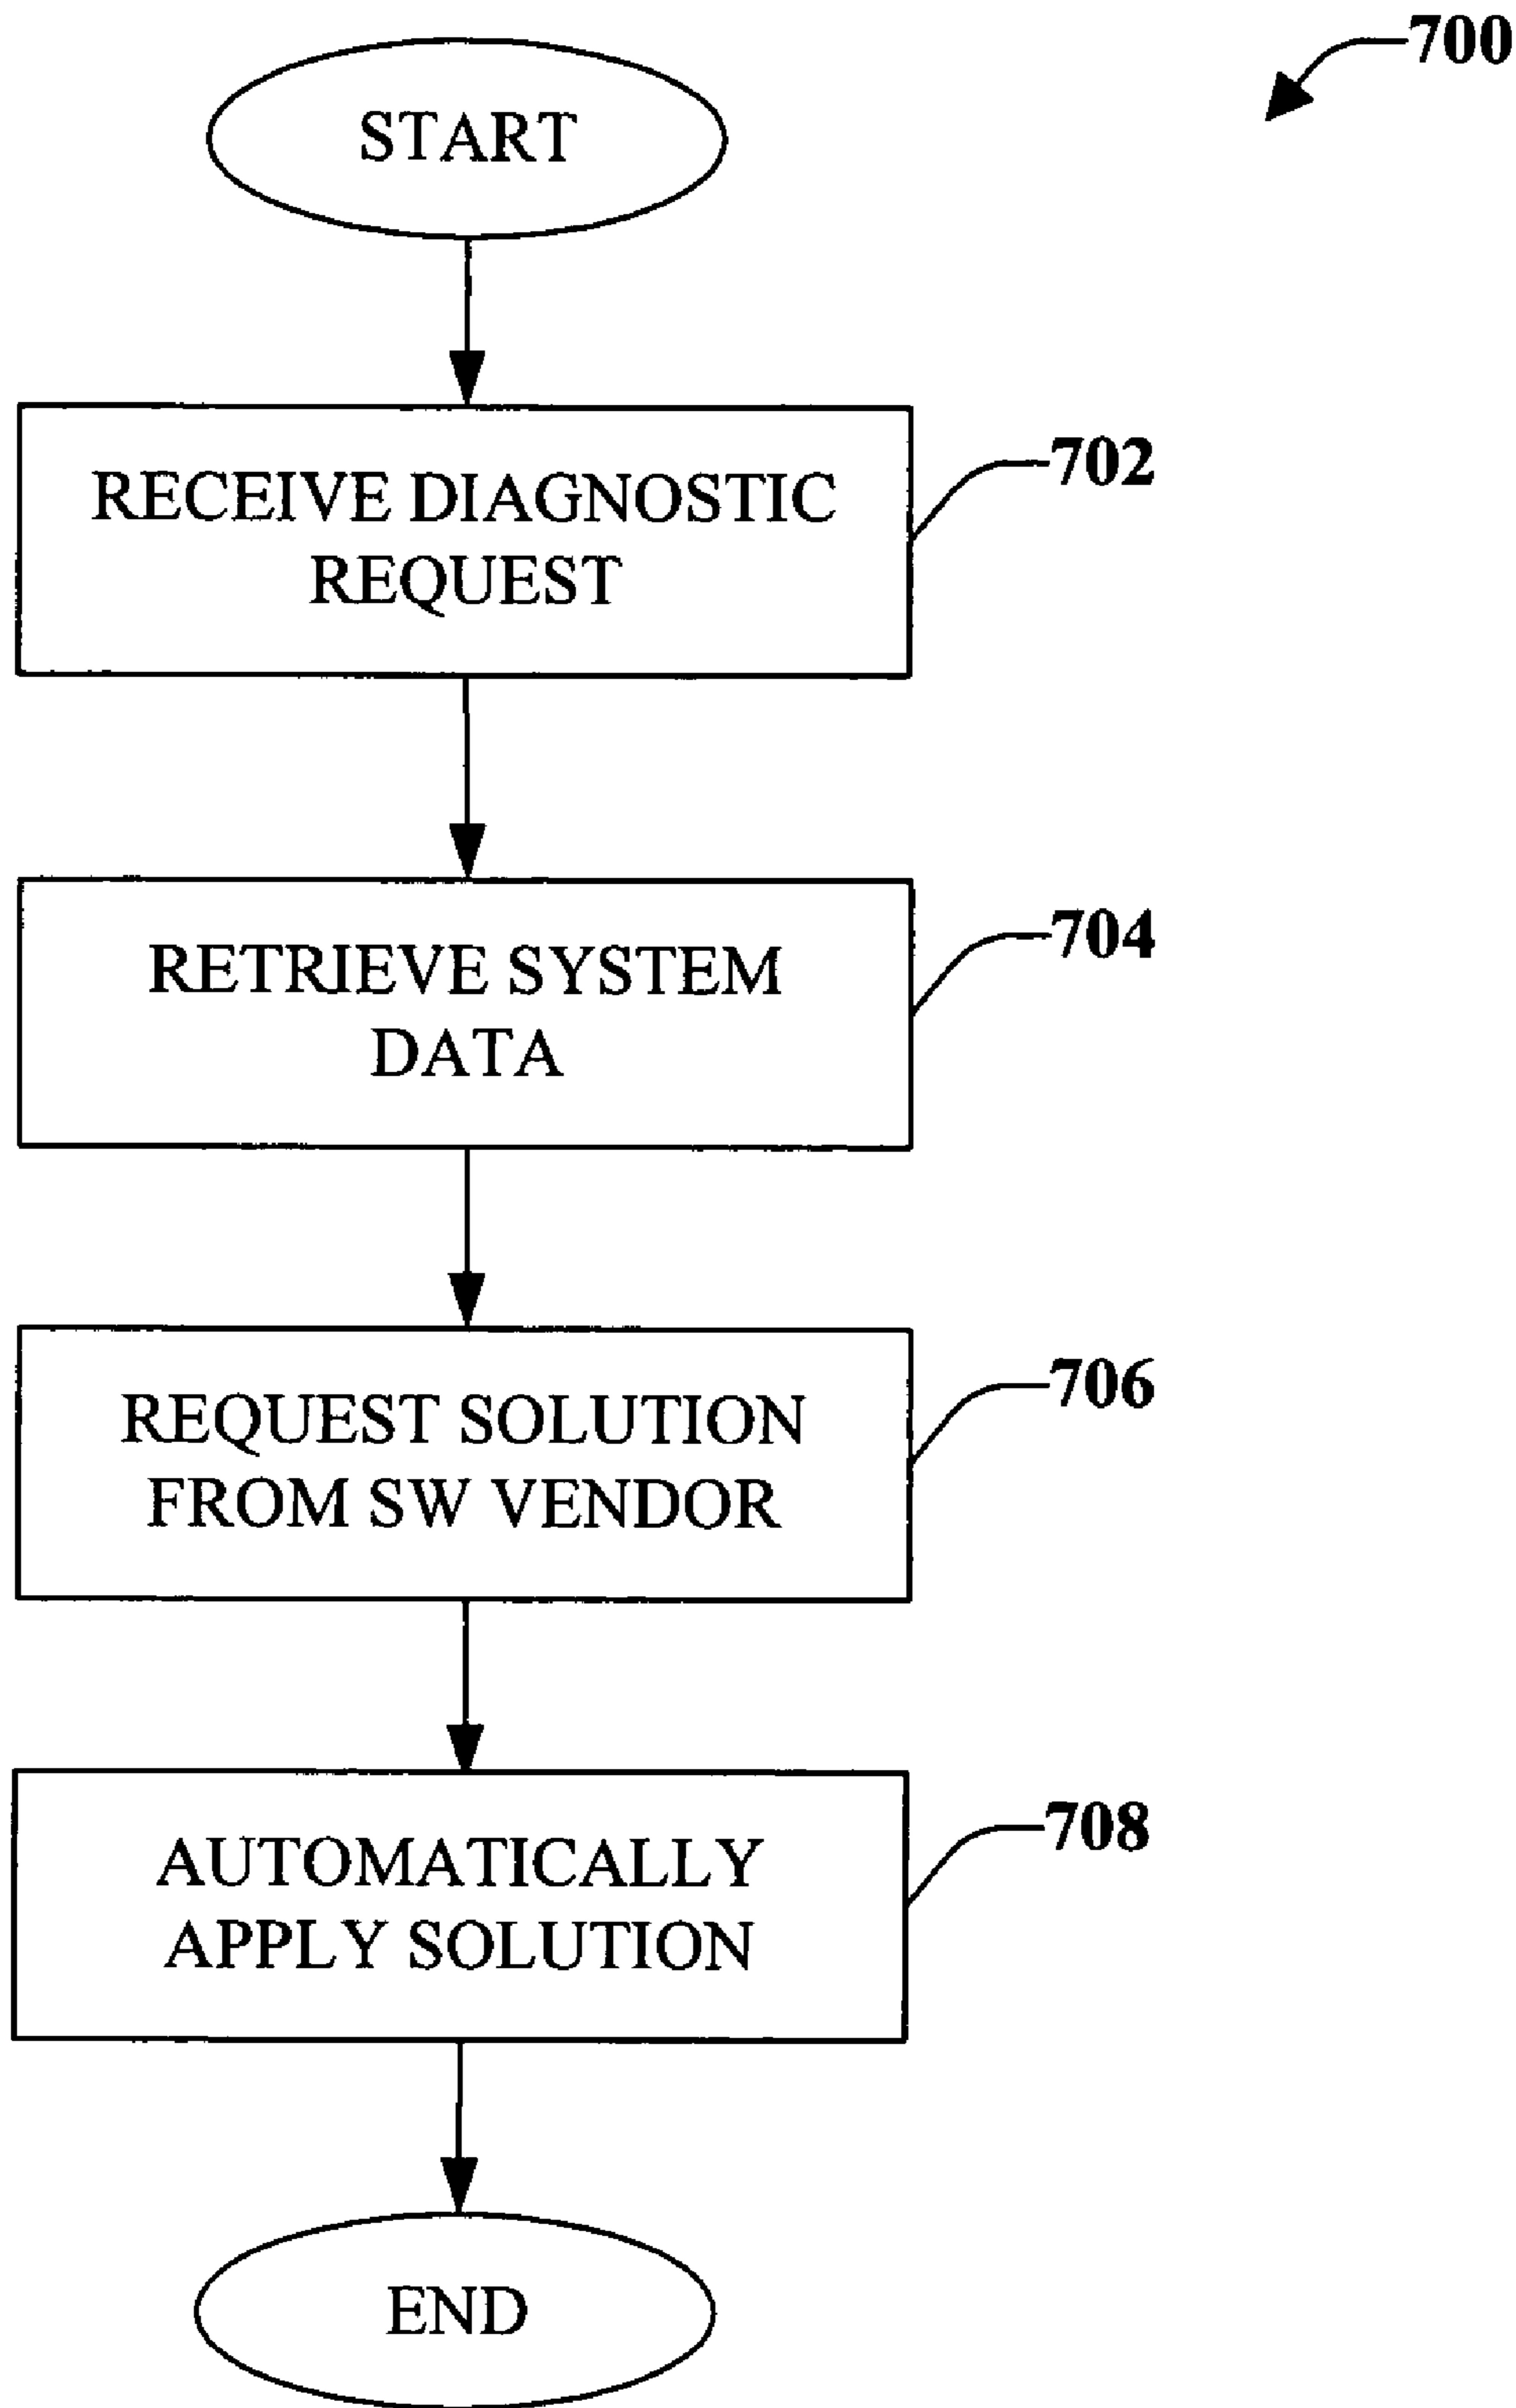 700
START
RECEIVE DIAGNOSTIC
REQUEST
702
RETRIEVE SYSTEM
DATA
704
REQUEST SOLUTION
FROM SW VENDOR
706
AUTOMATICALLY
APPLY SOLUTION
708
END